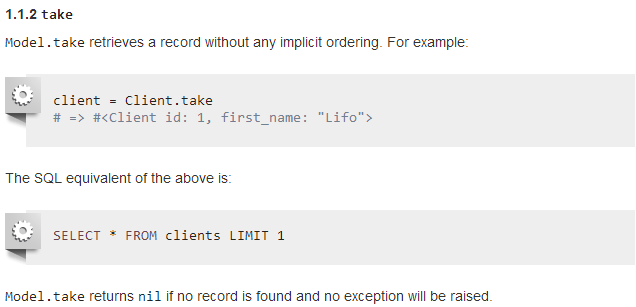 1.1.2 take
Model.take retrieves a record without any implicit ordering. For example:
client = Client.take
# => #<Client id: 1, first_name: "Lifo">
The SQL equivalent of the above is:
SELECT * FROM clients LIMIT 1
Model.take returns nil if no record is found and no exception will be raised.